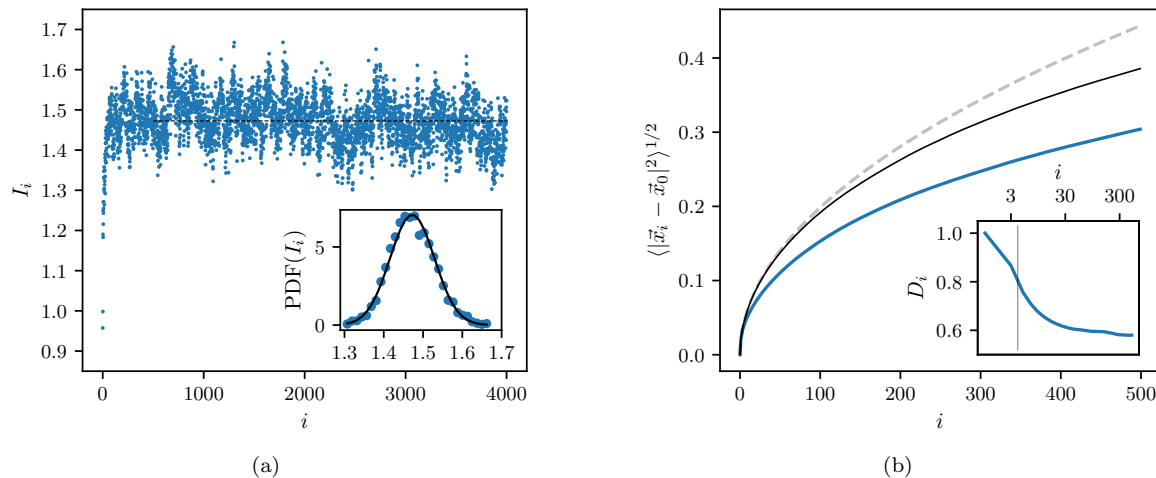 1.7
1.6
1.5
1.4
1.3
1.2
1.1
1.0
0.9
I_i
0 1000 2000 3000 4000
i
PDF(I_i)
5
0
1.3 1.4 1.5 1.6 1.7
(a)
⟨|x⃗_i − x⃗_0|²⟩^{1/2}
0.4
0.3
0.2
0.1
0.0
0 100 200 300 400 500
i
i
3 30 300
D_i
1.0
0.8
0.6
(b)